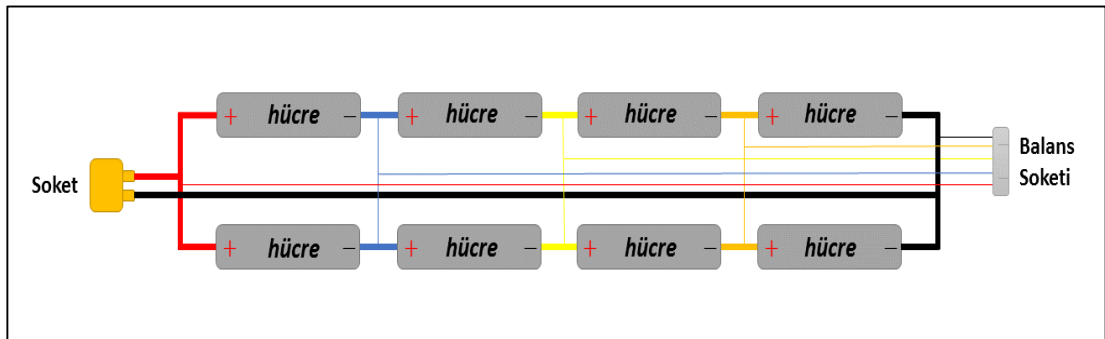 + hücre − + hücre − + hücre − + hücre −
Balans
Soket
Soketi
+ hücre − + hücre − + hücre − + hücre −